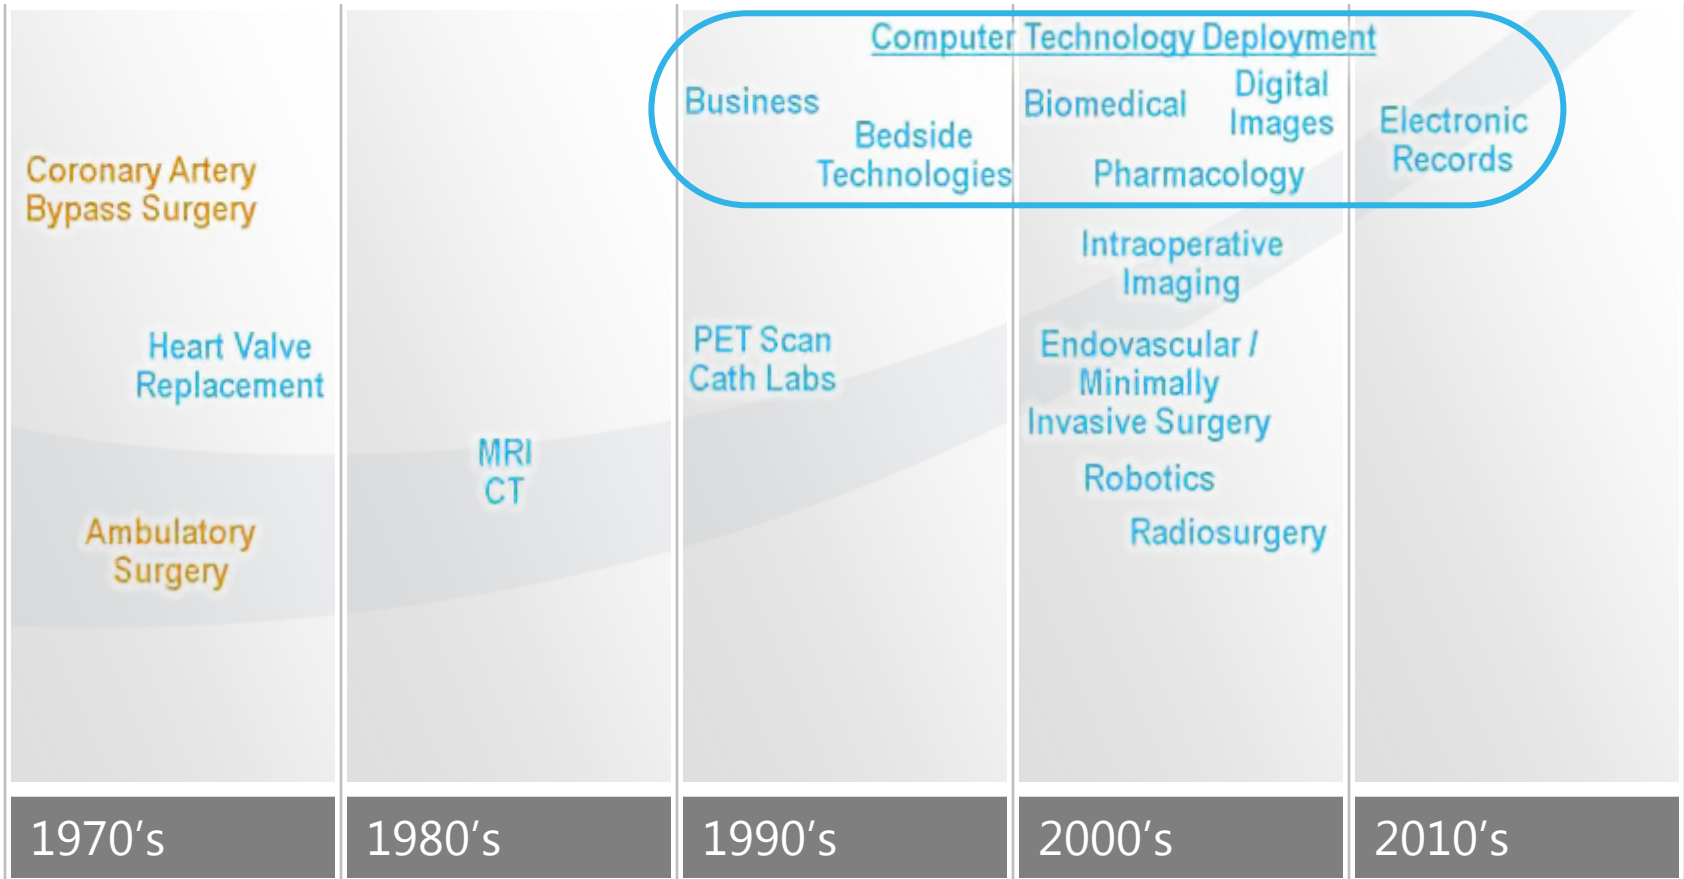 Computer Technology Deployment
Business
Bedside
Technologies
Biomedical
Digital
Images
Pharmacology
Electronic
Records
Coronary Artery
Bypass Surgery
Heart Valve
Replacement
Ambulatory
Surgery
MRI
CT
PET Scan
Cath Labs
Intraoperative
Imaging
Endovascular /
Minimally
Invasive Surgery
Robotics
Radiosurgery
1970's
1980's
1990's
2000's
2010's